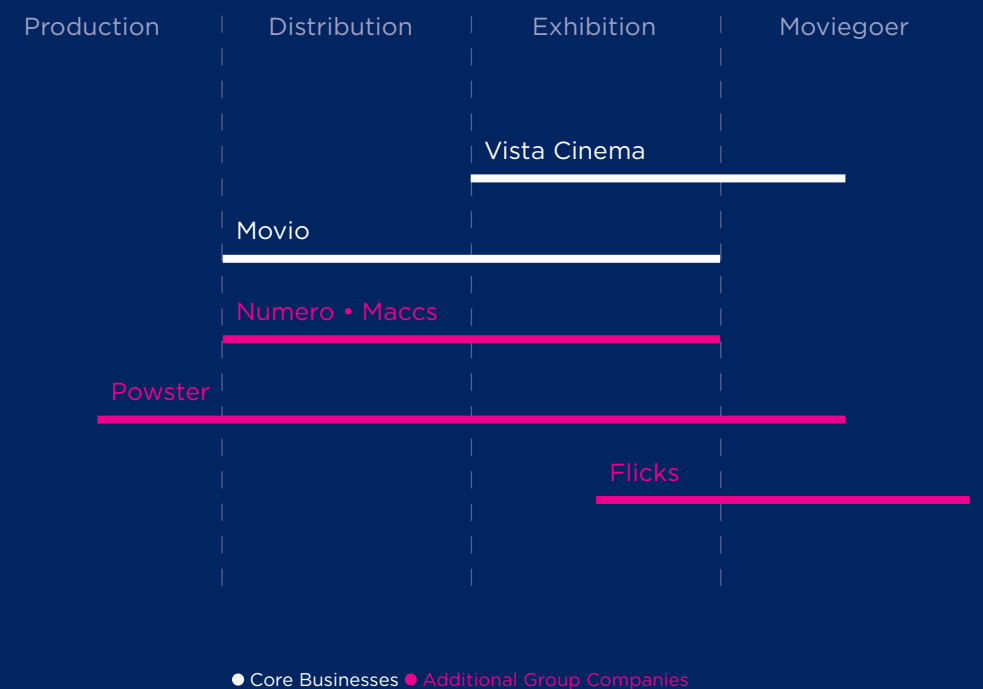 Production Distribution Exhibition Moviegoer
Vista Cinema
Movio
Numero • Maccs
Powster
Flicks
Core Businesses Additional Group Companies